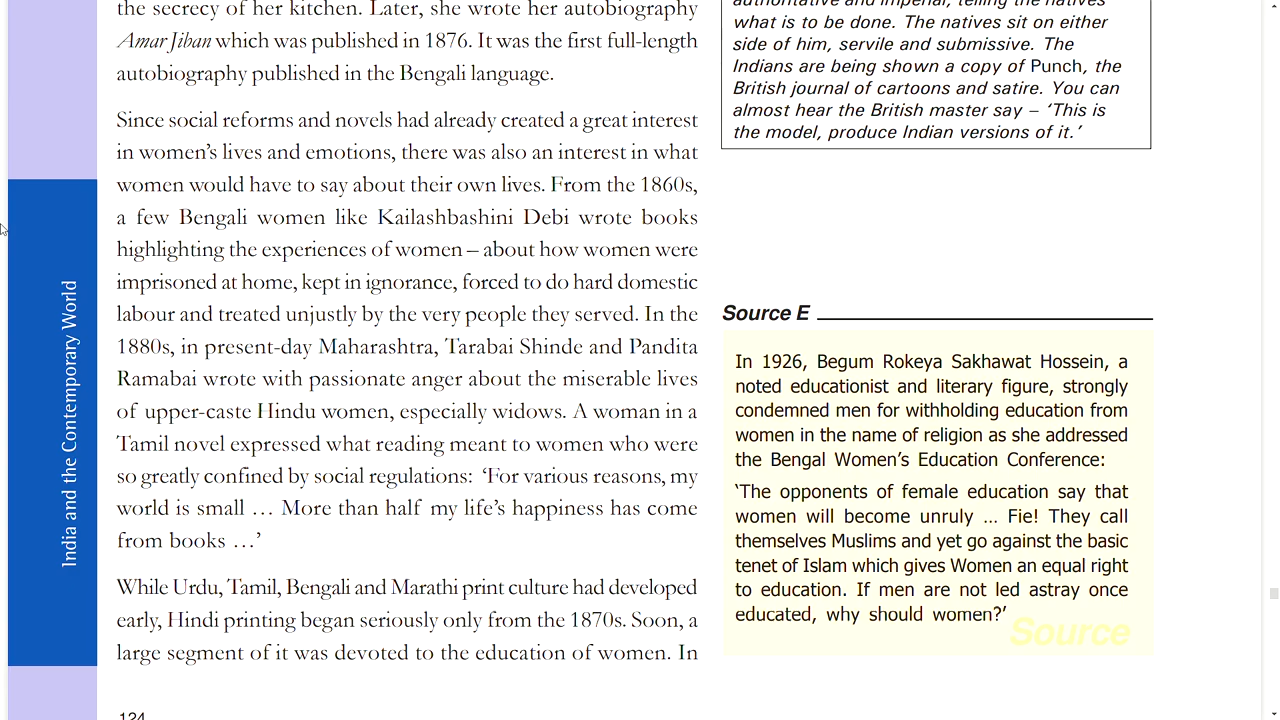 the secrecy of her kitchen. Later, she wrote her autobiography
Amar Jiban which was published in 1876. It was the first full-length
autobiography published in the Bengali language.
Since social reforms and novels had already created a great interest
in women’s lives and emotions, there was also an interest in what
women would have to say about their own lives. From the 1860s,
a few Bengali women like Kailashbashini Debi wrote books
highlighting the experiences of women – about how women were
imprisoned at home, kept in ignorance, forced to do hard domestic
labour and treated unjustly by the very people they served. In the
1880s, in present-day Maharashtra, Tarabai Shinde and Pandita
Ramabai wrote with passionate anger about the miserable lives
of upper-caste Hindu women, especially widows. A woman in a
Tamil novel expressed what reading meant to women who were
so greatly confined by social regulations: ‘For various reasons, my
world is small … More than half my life’s happiness has come
from books …’
While Urdu, Tamil, Bengali and Marathi print culture had developed
early, Hindi printing began seriously only from the 1870s. Soon, a
large segment of it was devoted to the education of women. In
authoritative and imperial, telling the natives
what is to be done. The natives sit on either
side of him, servile and submissive. The
Indians are being shown a copy of Punch, the
British journal of cartoons and satire. You can
almost hear the British master say – ‘This is
the model, produce Indian versions of it.’
Source E
In 1926, Begum Rokeya Sakhawat Hossein, a
noted educationist and literary figure, strongly
condemned men for withholding education from
women in the name of religion as she addressed
the Bengal Women’s Education Conference:
‘The opponents of female education say that
women will become unruly … Fie! They call
themselves Muslims and yet go against the basic
tenet of Islam which gives Women an equal right
to education. If men are not led astray once
educated, why should women?’
Source
India and the Contemporary World
124